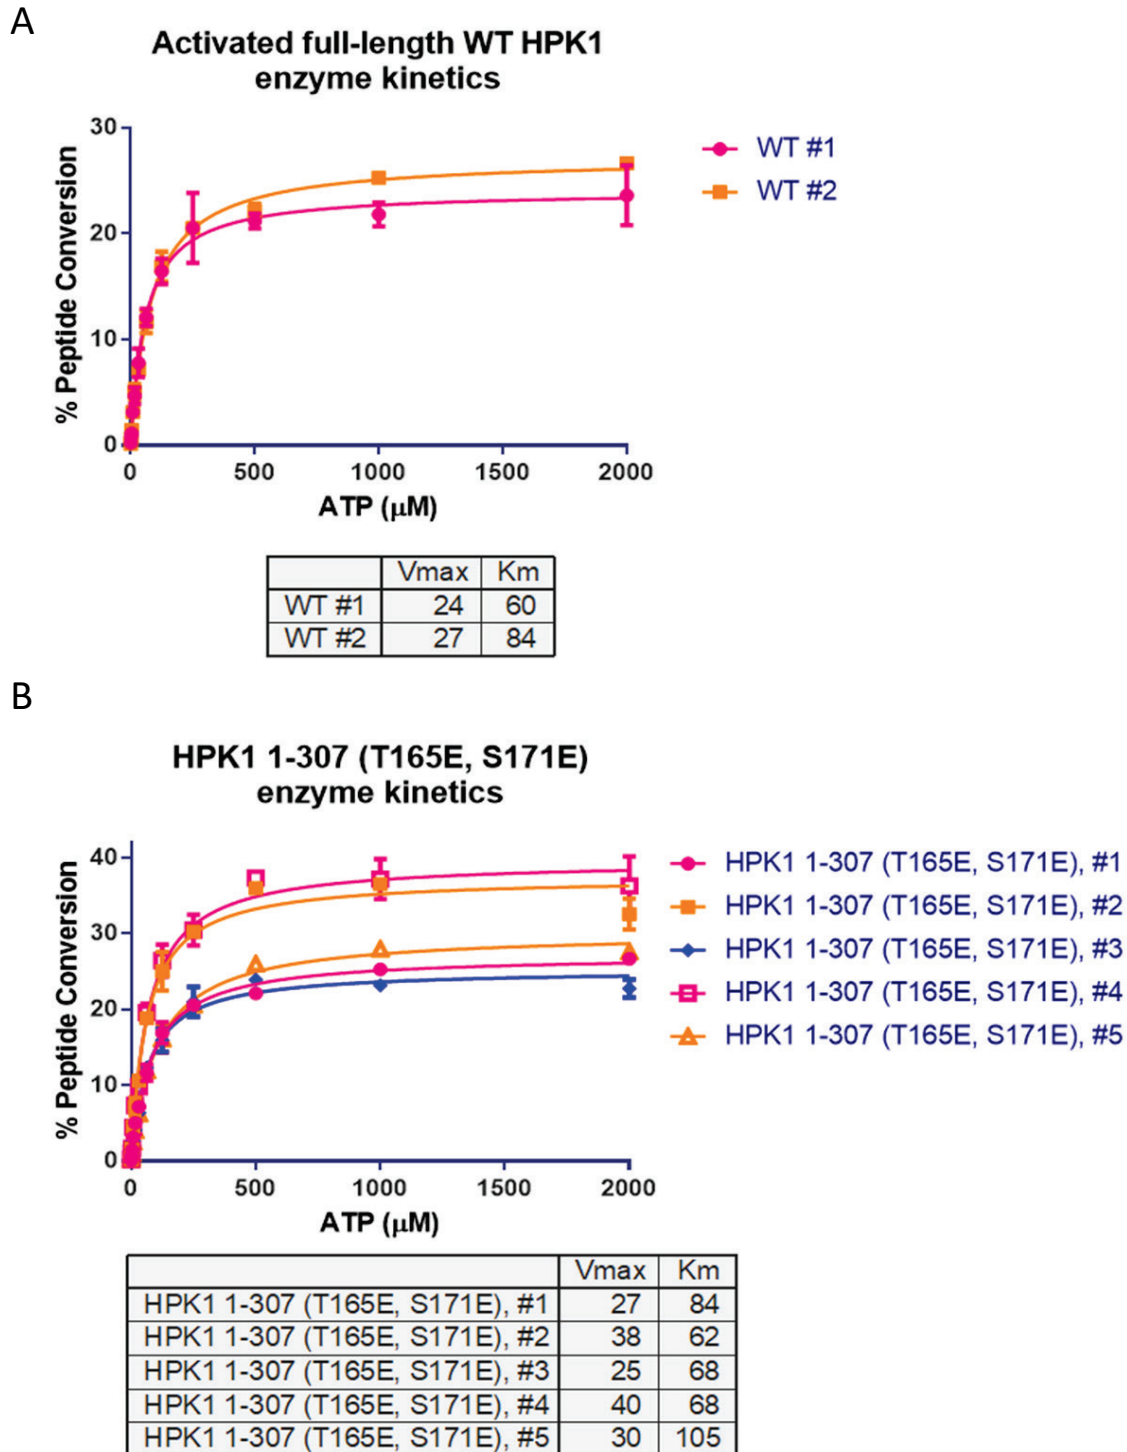 A
Activated full-length WT HPK1
enzyme kinetics
30
20
10
0
% Peptide Conversion
0 500 1000 1500 2000
ATP (μM)
WT #1
WT #2
Vmax Km
WT #1 24 60
WT #2 27 84
B
HPK1 1-307 (T165E, S171E)
enzyme kinetics
40
30
20
10
0
% Peptide Conversion
0 500 1000 1500 2000
ATP (μM)
HPK1 1-307 (T165E, S171E), #1
HPK1 1-307 (T165E, S171E), #2
HPK1 1-307 (T165E, S171E), #3
HPK1 1-307 (T165E, S171E), #4
HPK1 1-307 (T165E, S171E), #5
Vmax Km
HPK1 1-307 (T165E, S171E), #1 27 84
HPK1 1-307 (T165E, S171E), #2 38 62
HPK1 1-307 (T165E, S171E), #3 25 68
HPK1 1-307 (T165E, S171E), #4 40 68
HPK1 1-307 (T165E, S171E), #5 30 105